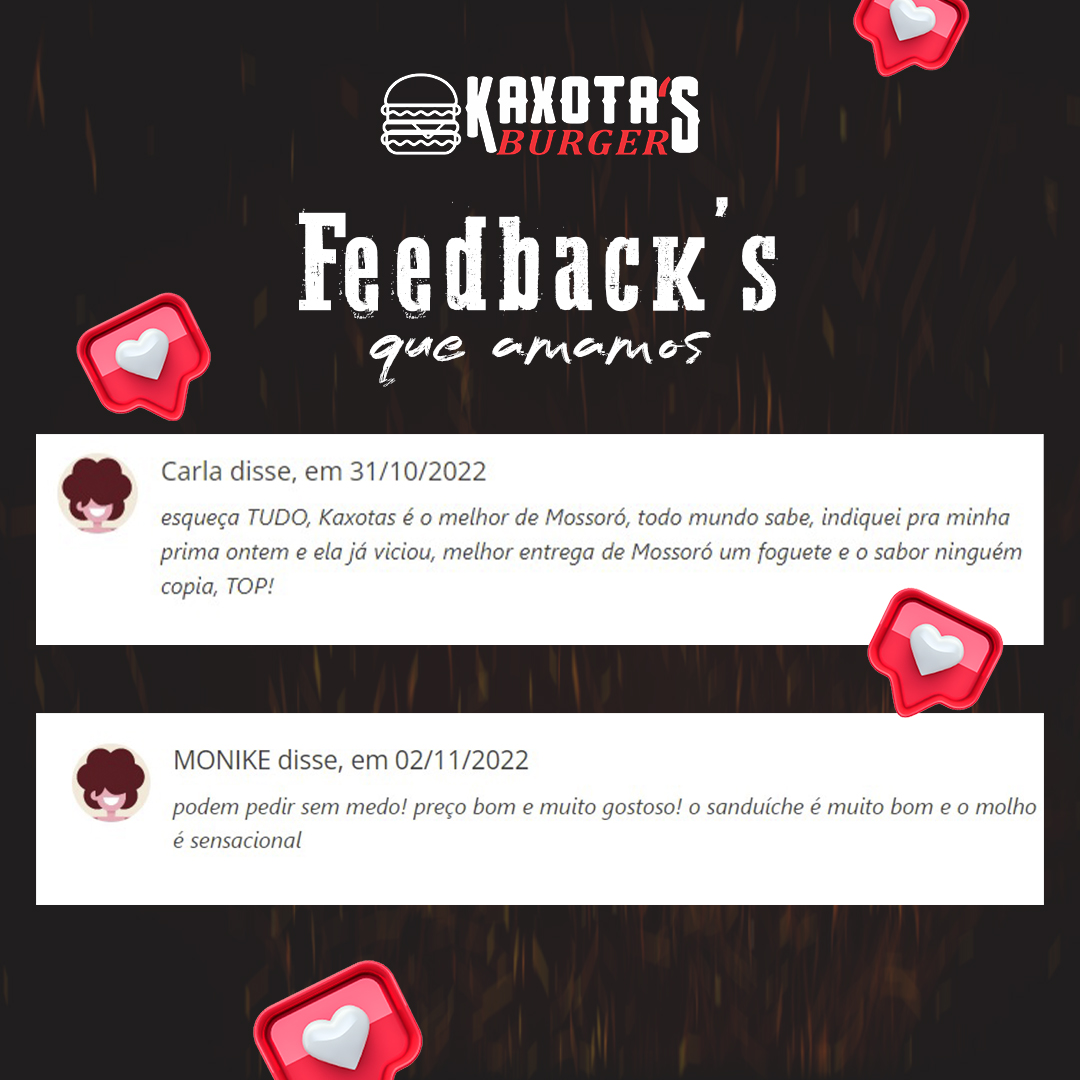 KAXOTA'S
BURGER
Feedback's
que amamos
Carla disse, em 31/10/2022
esqueça TUDO, Kaxotas é o melhor de Mossoró, todo mundo sabe, indiquei pra minha
prima ontem e ela já viciou, melhor entrega de Mossoró um foguete e o sabor ninguém
copia, TOP!
MONIKE disse, em 02/11/2022
podem pedir sem medo! preço bom e muito gostoso! o sanduíche é muito bom e o molho
é sensacional